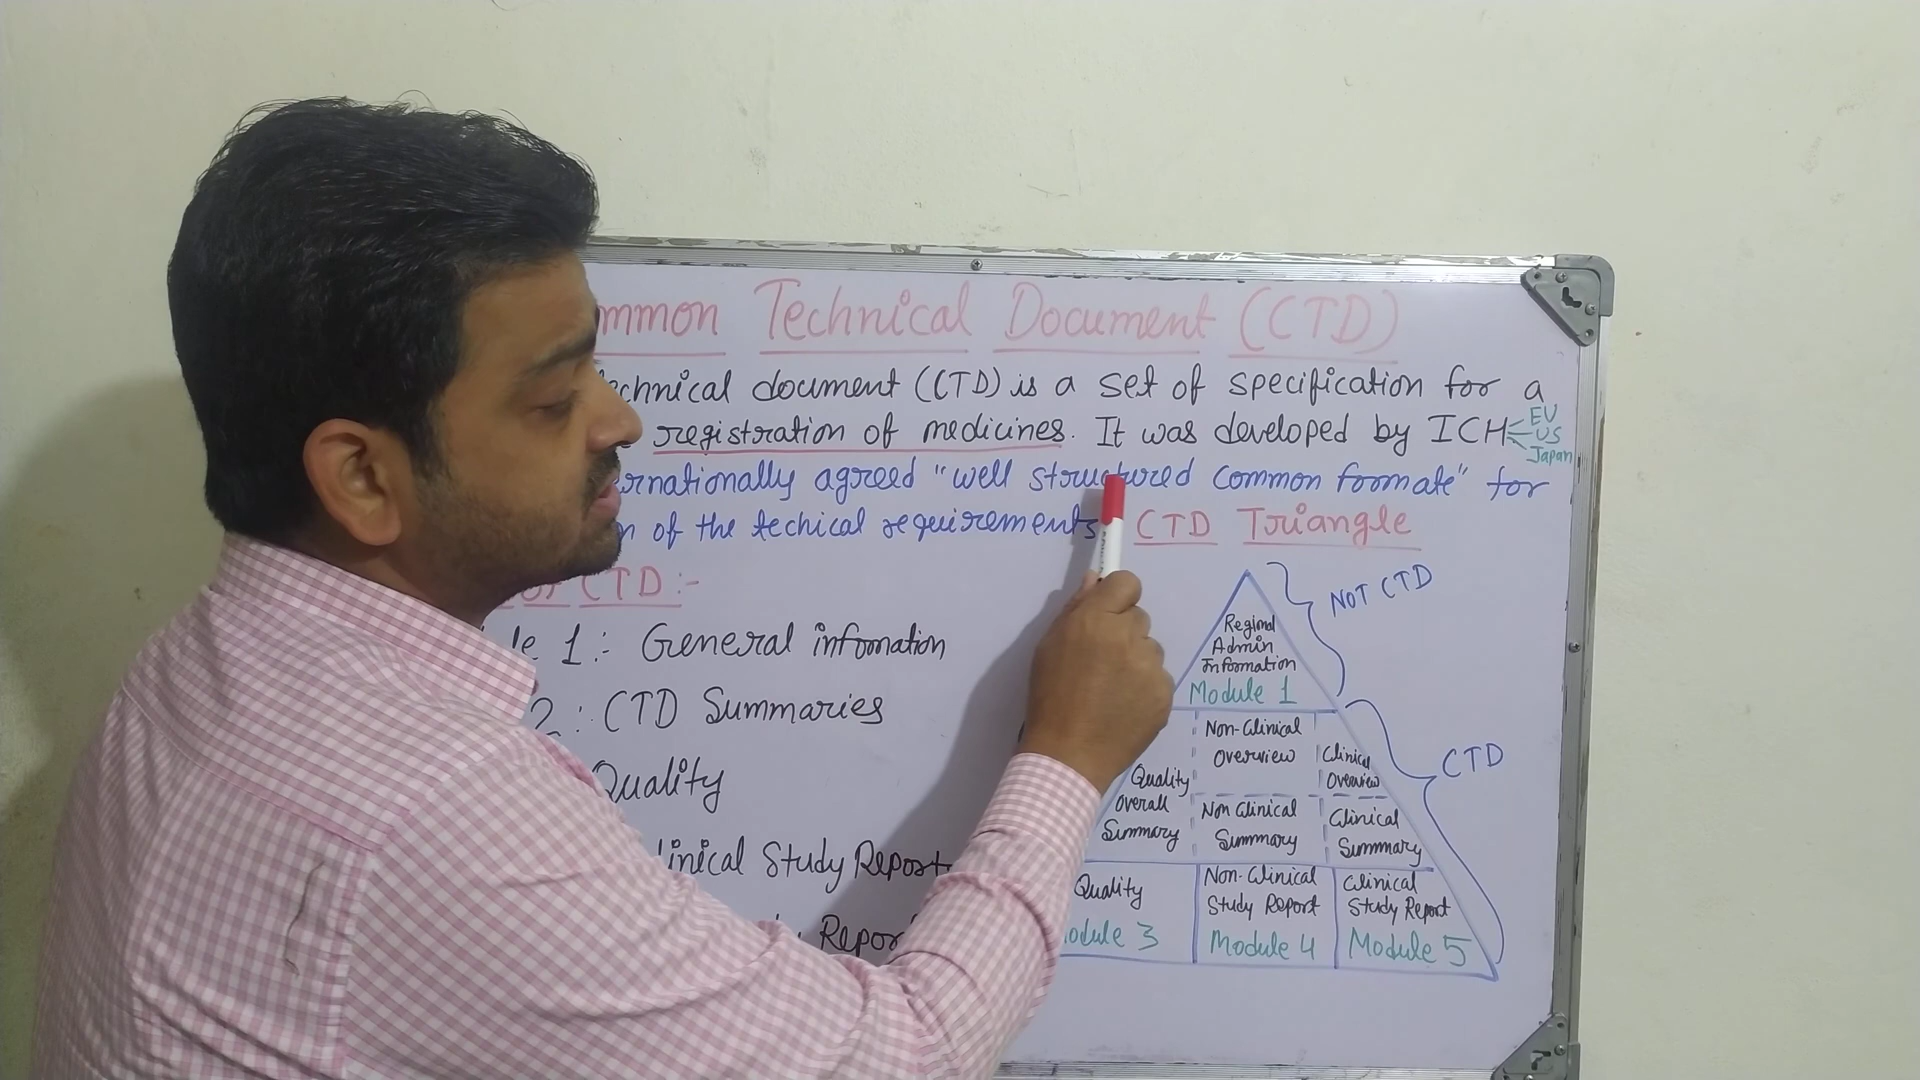 mmon Technical Document (CTD)
echnical document (CTD) is a set of specification for a
registration of medicines. It was developed by ICH
EU
US
Japan
ernationally agreed "well structured common formate" for
n of the techical requirements
CTD Triangle
of CTD :-
le 1 :- General information
2 : CTD Summaries
Quality
linical Study Report
Repor
NOT CTD
Regional
Admin
Information
Module 1
CTD
Non-Clinical
Overview
Clinical
Overview
Quality
Overall
Summary
Non Clinical
Summary
Clinical
Summary
Quality
odule 3
Non-Clinical
Study Report
Module 4
Clinical
Study Report
Module 5